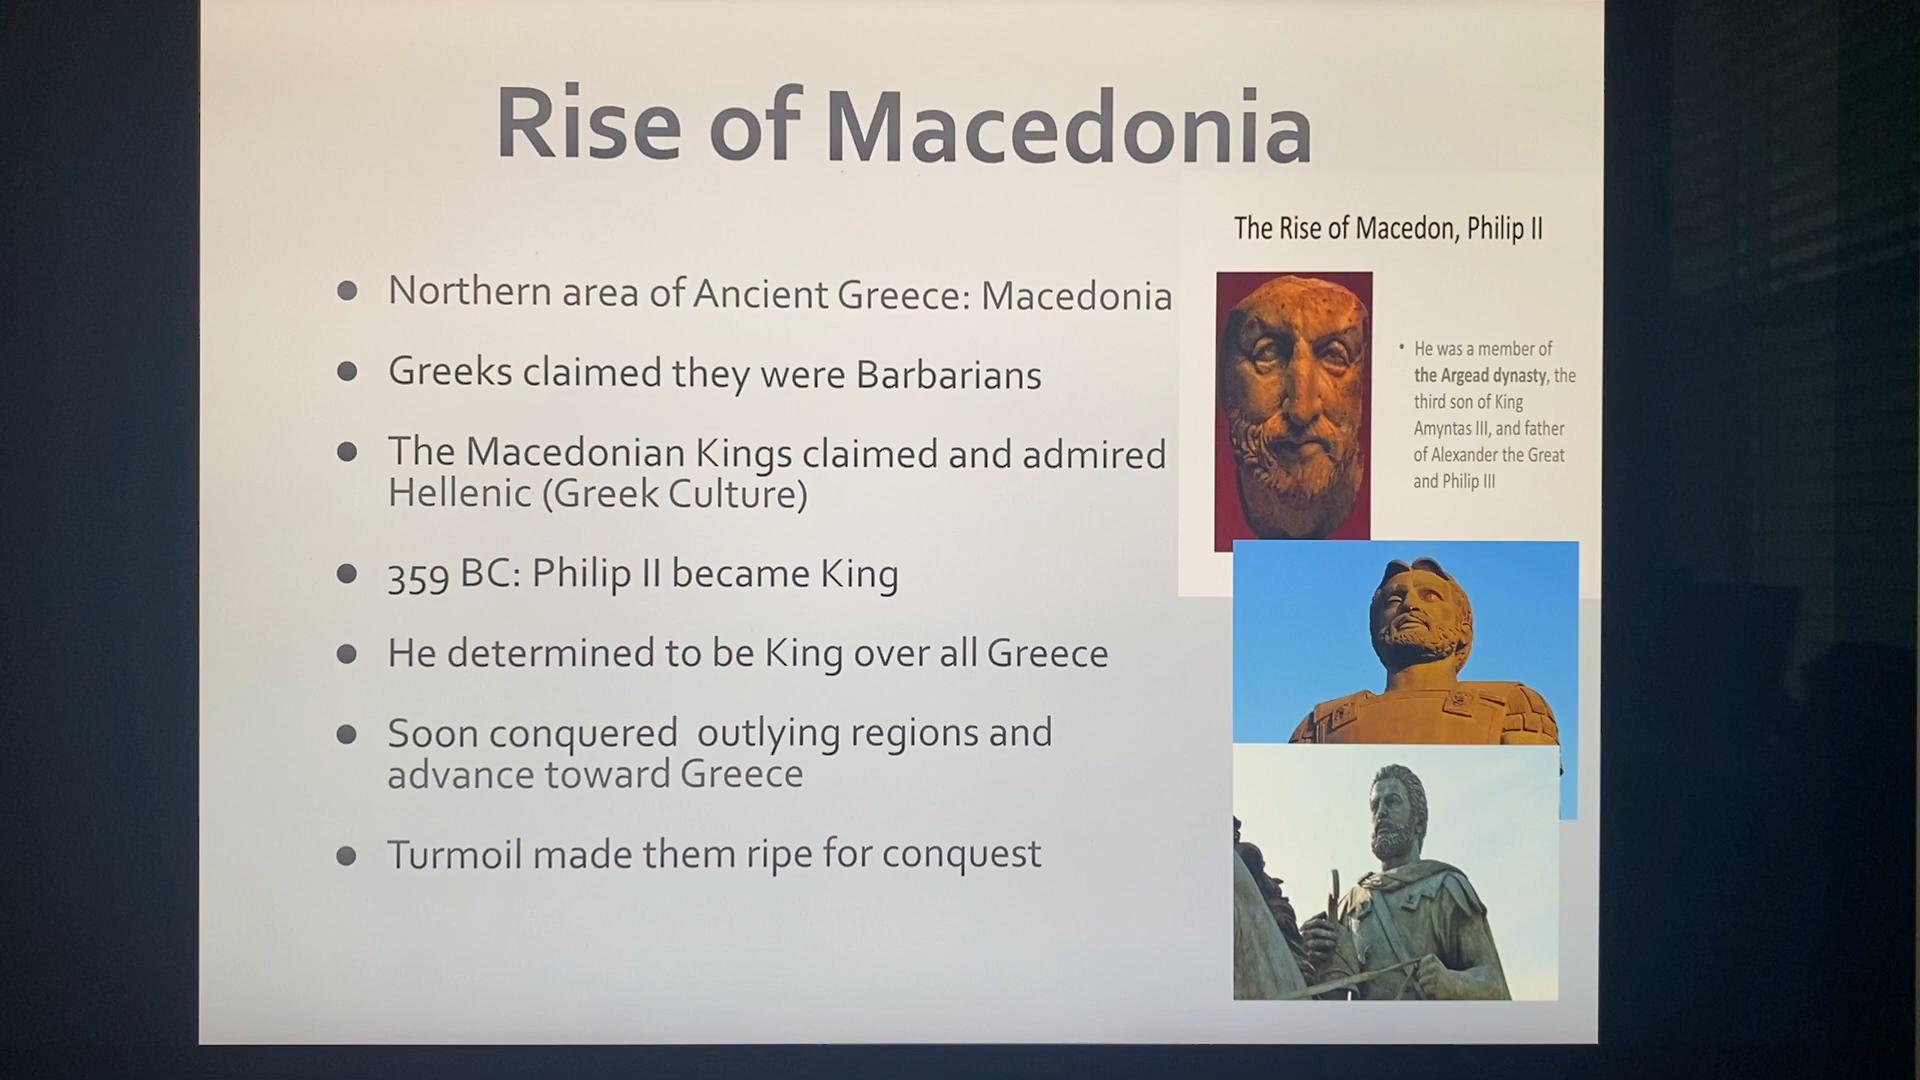 Rise of Macedonia
• Northern area of Ancient Greece: Macedonia
• Greeks claimed they were Barbarians
• The Macedonian Kings claimed and admired
Hellenic (Greek Culture)
• 359 BC: Philip II became King
• He determined to be King over all Greece
• Soon conquered  outlying regions and
advance toward Greece
• Turmoil made them ripe for conquest
The Rise of Macedon, Philip II
• He was a member of
the Argead dynasty, the
third son of King
Amyntas III, and father
of Alexander the Great
and Philip III